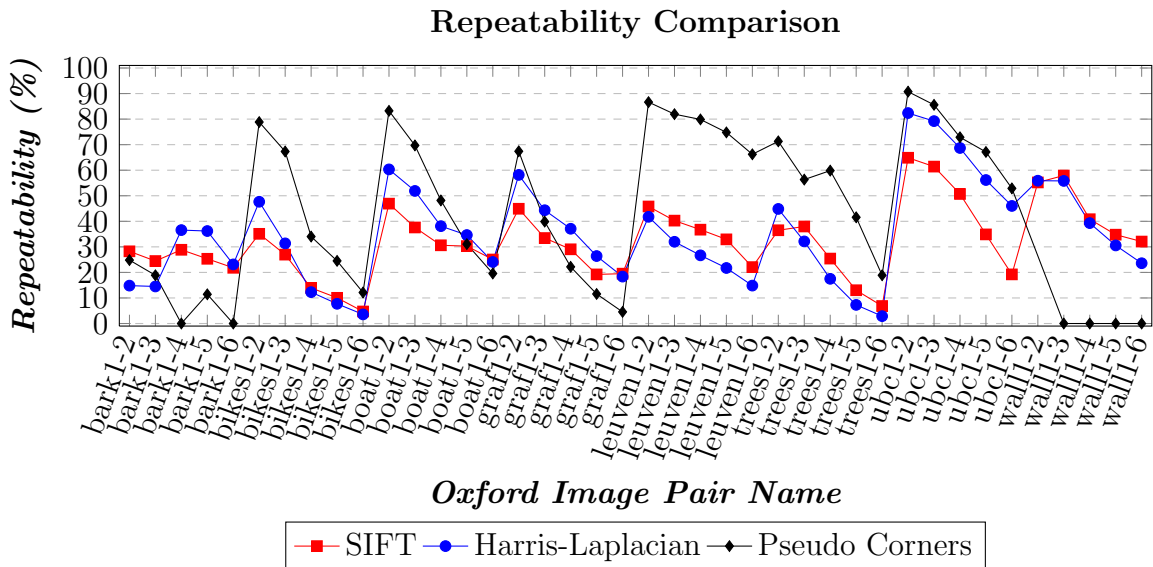 Repeatability Comparison
Repeatability (%)
100
90
80
70
60
50
40
30
20
10
0
bark1-2
bark1-3
bark1-4
bark1-5
bark1-6
bikes1-2
bikes1-3
bikes1-4
bikes1-5
bikes1-6
boat1-2
boat1-3
boat1-4
boat1-5
boat1-6
graf1-2
graf1-3
graf1-4
graf1-5
graf1-6
leuven1-2
leuven1-3
leuven1-4
leuven1-5
leuven1-6
trees1-2
trees1-3
trees1-4
trees1-5
trees1-6
ubc1-2
ubc1-3
ubc1-4
ubc1-5
ubc1-6
wall1-2
wall1-3
wall1-4
wall1-5
wall1-6
Oxford Image Pair Name
SIFT Harris-Laplacian Pseudo Corners